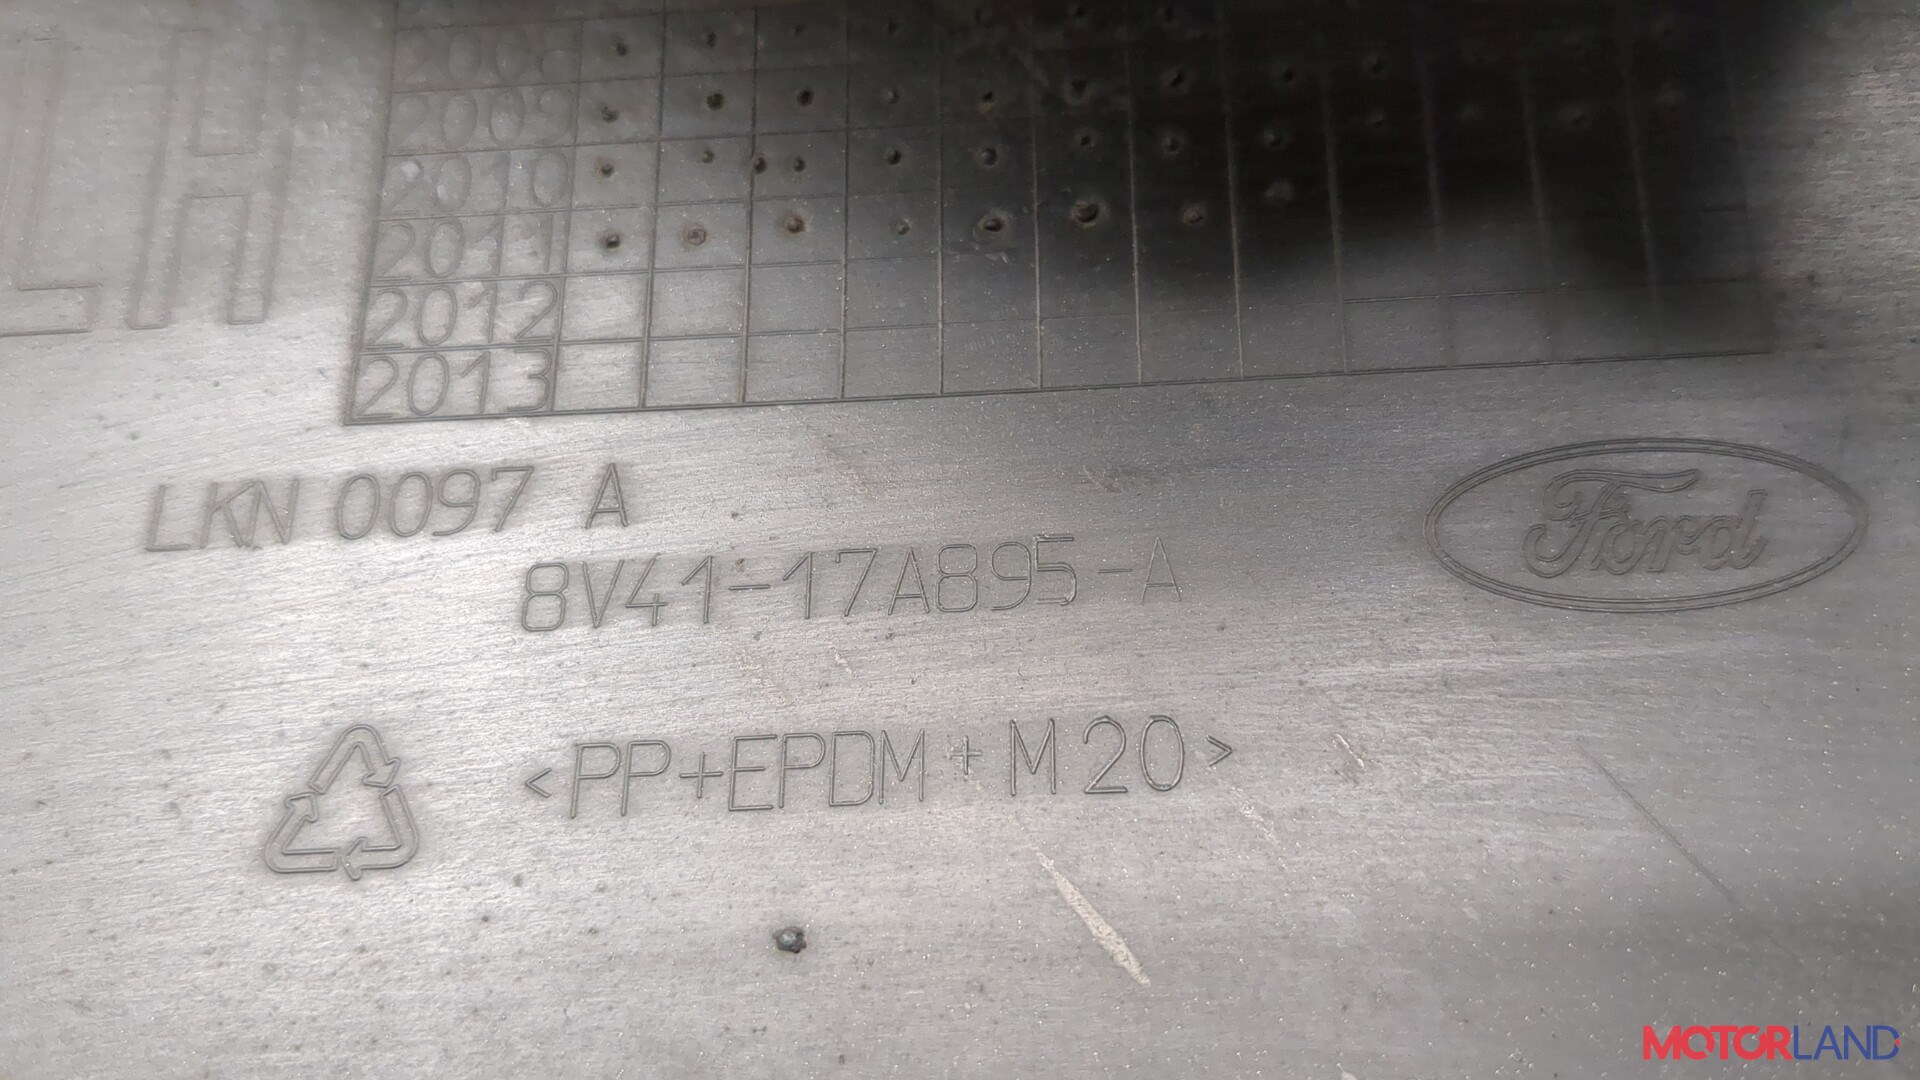 LH
2008
2009
2010
2011
2012
2013
LKN 0097 A
8V41-17A895-A
Ford
<PP+EPDM+M20>
MOTORLAND